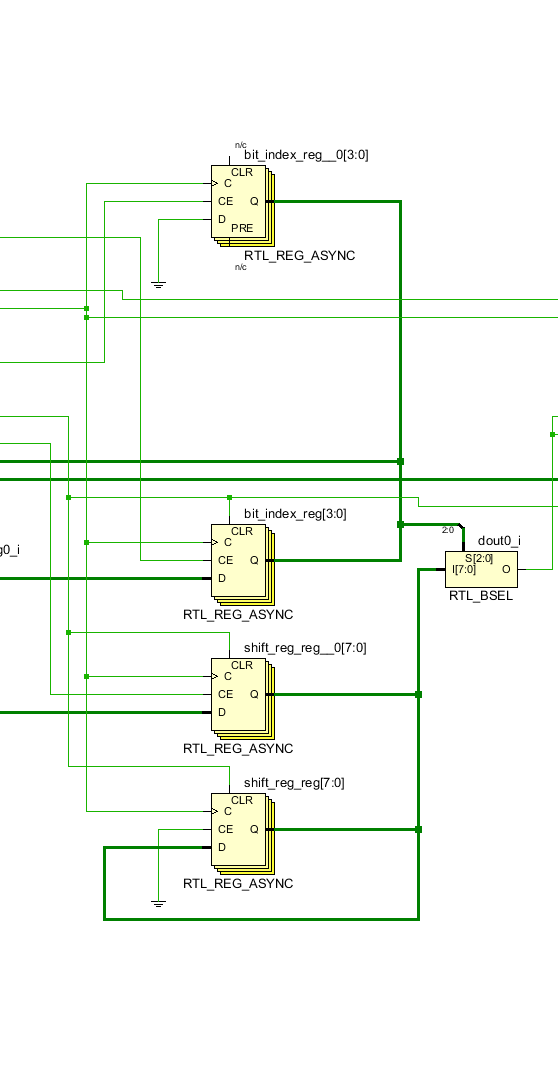 n/c
bit_index_reg__0[3:0]
CLR
C
CE
Q
D
PRE
RTL_REG_ASYNC
n/c
bit_index_reg[3:0]
CLR
C
CE
Q
D
RTL_REG_ASYNC
g0_i
2:0
dout0_i
S[2:0]
I[7:0]
O
RTL_BSEL
shift_reg_reg__0[7:0]
CLR
C
CE
Q
D
RTL_REG_ASYNC
shift_reg_reg[7:0]
CLR
C
CE
Q
D
RTL_REG_ASYNC